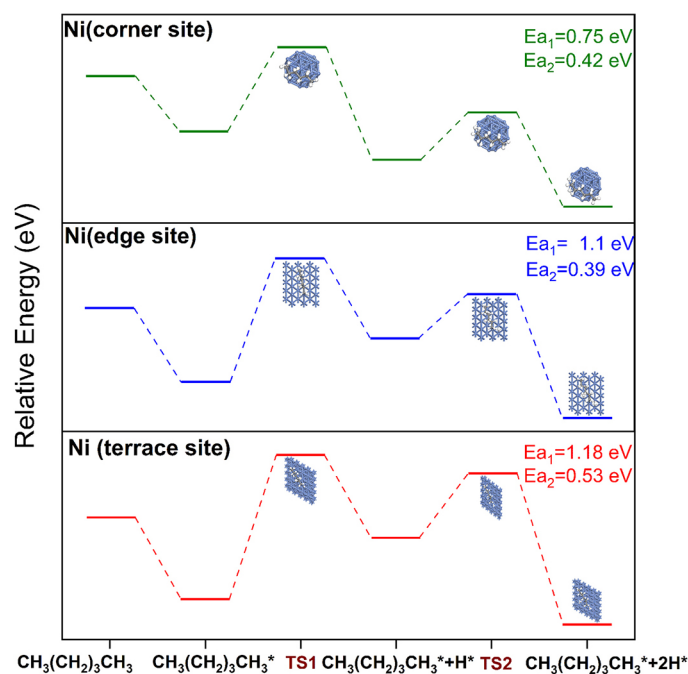 Ni(corner site)
Ea₁=0.75 eV
Ea₂=0.42 eV
Ni(edge site)
Ea₁= 1.1 eV
Ea₂=0.39 eV
Ni (terrace site)
Ea₁=1.18 eV
Ea₂=0.53 eV
Relative Energy (eV)
CH₃(CH₂)₃CH₃ CH₃(CH₂)₃CH₃* TS1 CH₃(CH₂)₃CH₃*+H* TS2 CH₃(CH₂)₃CH₃*+2H*